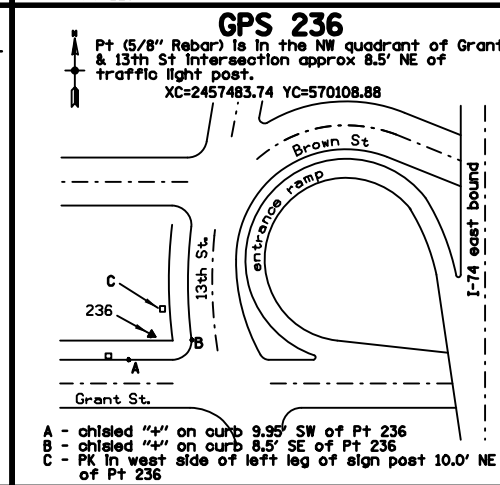 GPS 236
N
Pt (5/8" Rebar) is in the NW quadrant of Grant
& 13th St intersection approx 8.5' NE of
traffic light post.
XC=2457483.74 YC=570108.88
Brown St
entrance ramp
I-74 east bound
13th St.
C
236
B
A
Grant St.
A - chisled "+" on curb 9.95' SW of Pt 236
B - chisled "+" on curb 8.5' SE of Pt 236
C - PK in west side of left leg of sign post 10.0' NE
of Pt 236